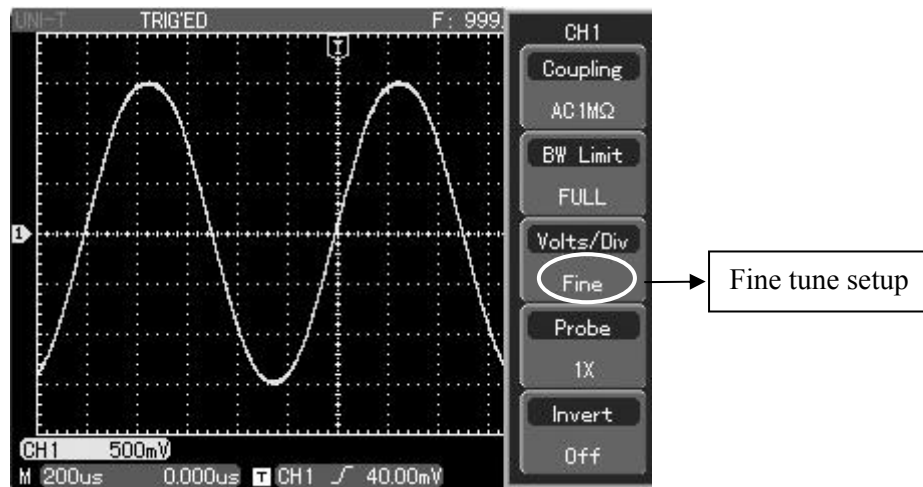 UNI-T TRIG'ED F: 999.
T
1
CH1
Coupling
AC 1MΩ
BW Limit
FULL
Volts/Div
Fine
Probe
1X
Invert
Off
Fine tune setup
CH1 500mV
M 200us 0.000us T CH1 40.00mV